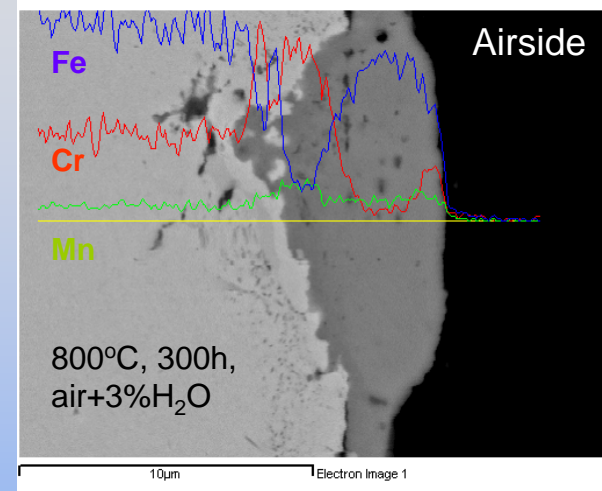 Airside
Fe
Cr
Mn
800ºC, 300h,
air+3%H₂O
10µm
Electron Image 1